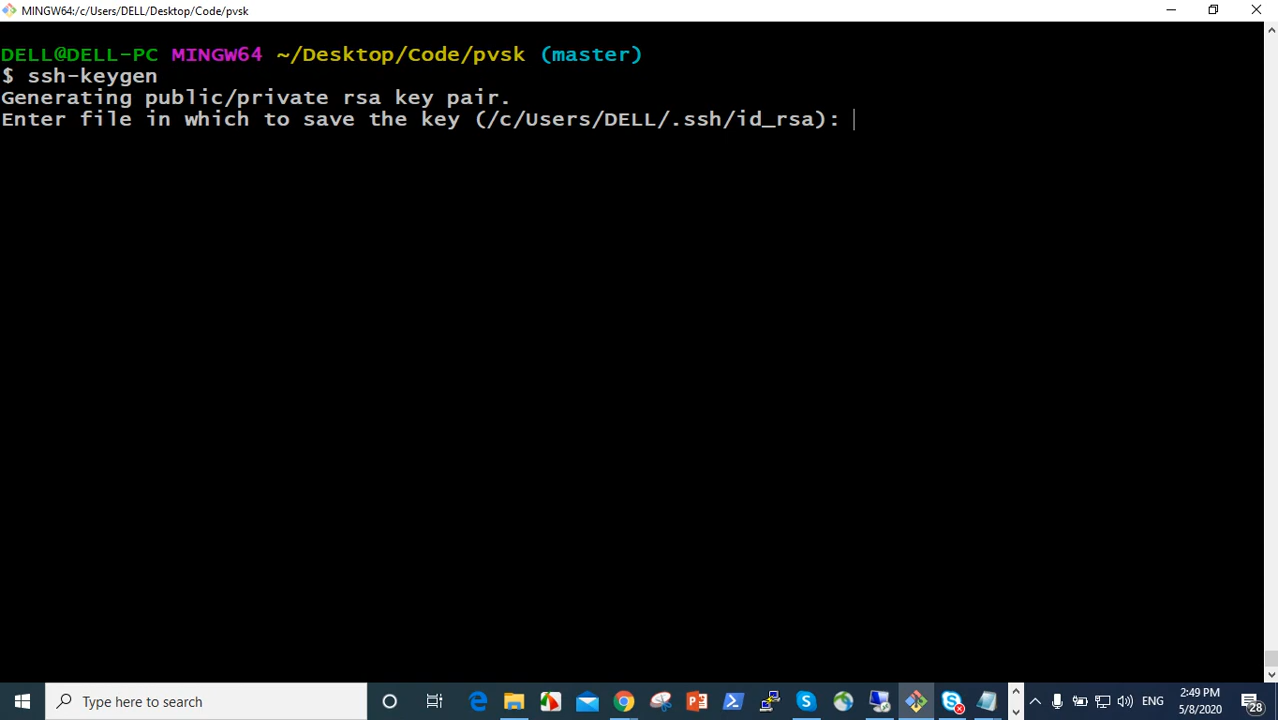 MINGW64:/c/Users/DELL/Desktop/Code/pvsk
DELL@DELL-PC MINGW64 ~/Desktop/Code/pvsk (master)
$ ssh-keygen
Generating public/private rsa key pair.
Enter file in which to save the key (/c/Users/DELL/.ssh/id_rsa):
Type here to search
ENG
2:49 PM
5/8/2020
28